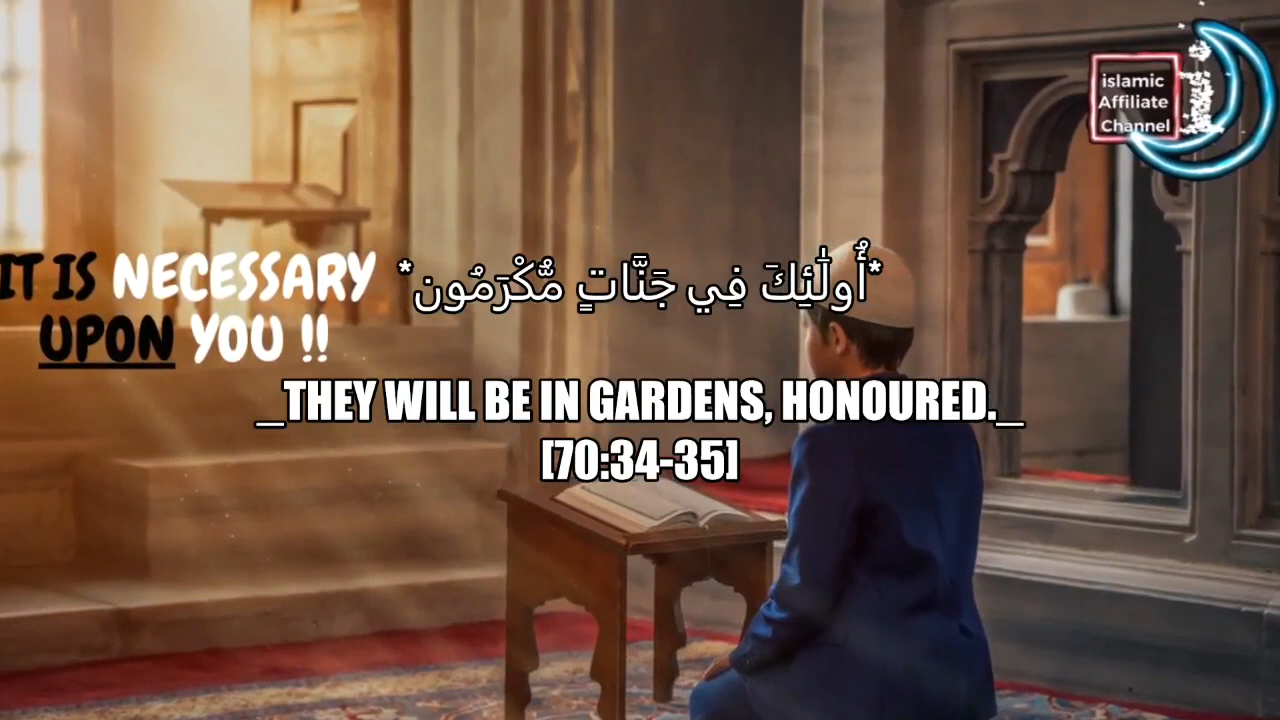 islamic
Affiliate
Channel
IT IS NECESSARY
UPON YOU !!
*أُولَٰئِكَ فِي جَنَّاتٍ مُّكْرَمُون*
_THEY WILL BE IN GARDENS, HONOURED._
[70:34-35]